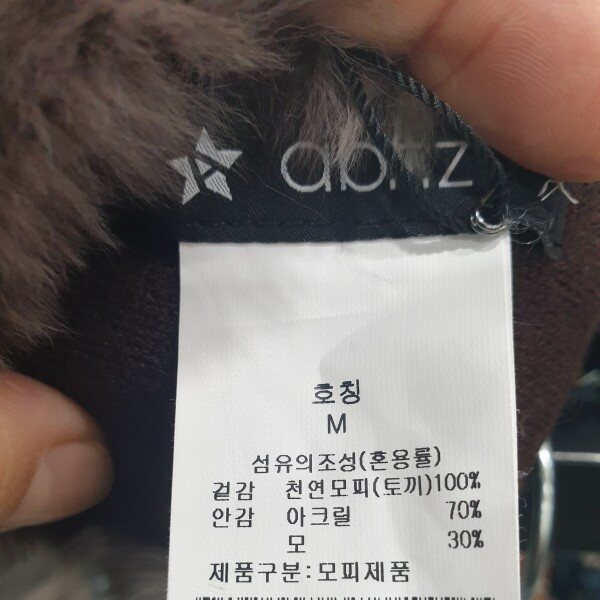 abnz
호칭
M
섬유의조성(혼용률)
겉감 천연모피(토끼)100%
안감 아크릴 70%
모 30%
제품구분:모피제품